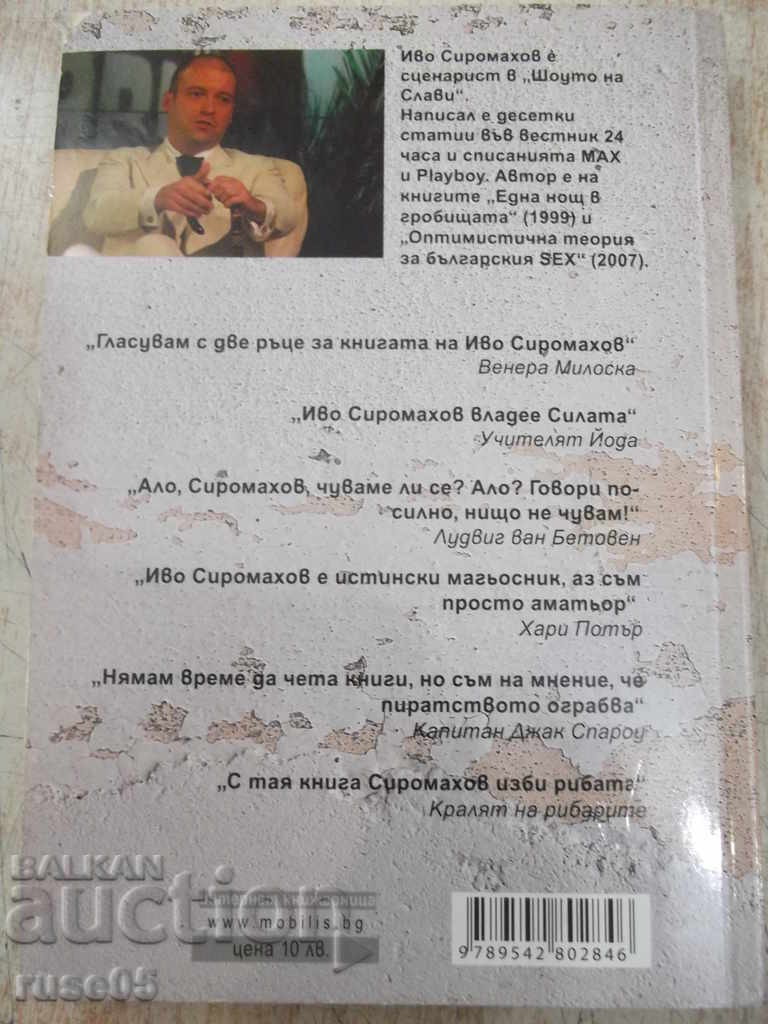 Иво Сиромахов е
сценарист в „Шоуто на
Слави“.
Написал е десетки
статии във вестник 24
часа и списанията MAX
и Playboy. Автор е на
книгите „Една нощ в
гробищата“ (1999) и
„Оптимистична теория
за българския SEX“ (2007).
„Гласувам с две ръце за книгата на Иво Сиромахов“
Венера Милоска
„Иво Сиромахов владее Силата“
Учителят Йода
„Ало, Сиромахов, чуваме ли се? Ало? Говори по-
силно, нищо не чувам!“
Лудвиг ван Бетовен
„Иво Сиромахов е истински магьосник, аз съм
просто аматьор“
Хари Потър
„Нямам време да чета книги, но съм на мнение, че
пиратството ограбва“
Капитан Джак Спароу
„С тая книга Сиромахов изби рибата“
Кралят на рибарите
BALKAN
auction
интернет книжарница
www.mobilis.bg
цена 10 лв.
9789542802846
ruse05